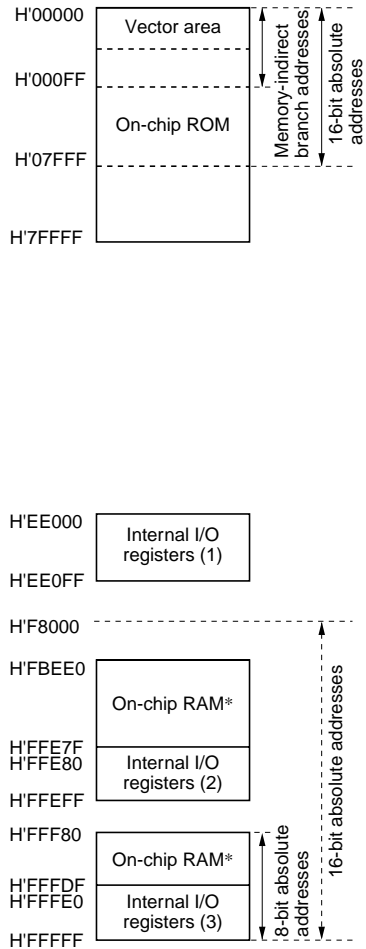 H'00000
Vector area
H'000FF
On-chip ROM
H'07FFF
H'7FFFF
Memory-indirect
branch addresses
16-bit absolute
addresses
H'EE000
Internal I/O
registers (1)
H'EE0FF
H'F8000
H'FBEE0
On-chip RAM*
H'FFE7F
H'FFE80
Internal I/O
registers (2)
H'FFEFF
H'FFF80
On-chip RAM*
H'FFFDF
H'FFFE0
Internal I/O
registers (3)
H'FFFFF
8-bit absolute
addresses
16-bit absolute addresses